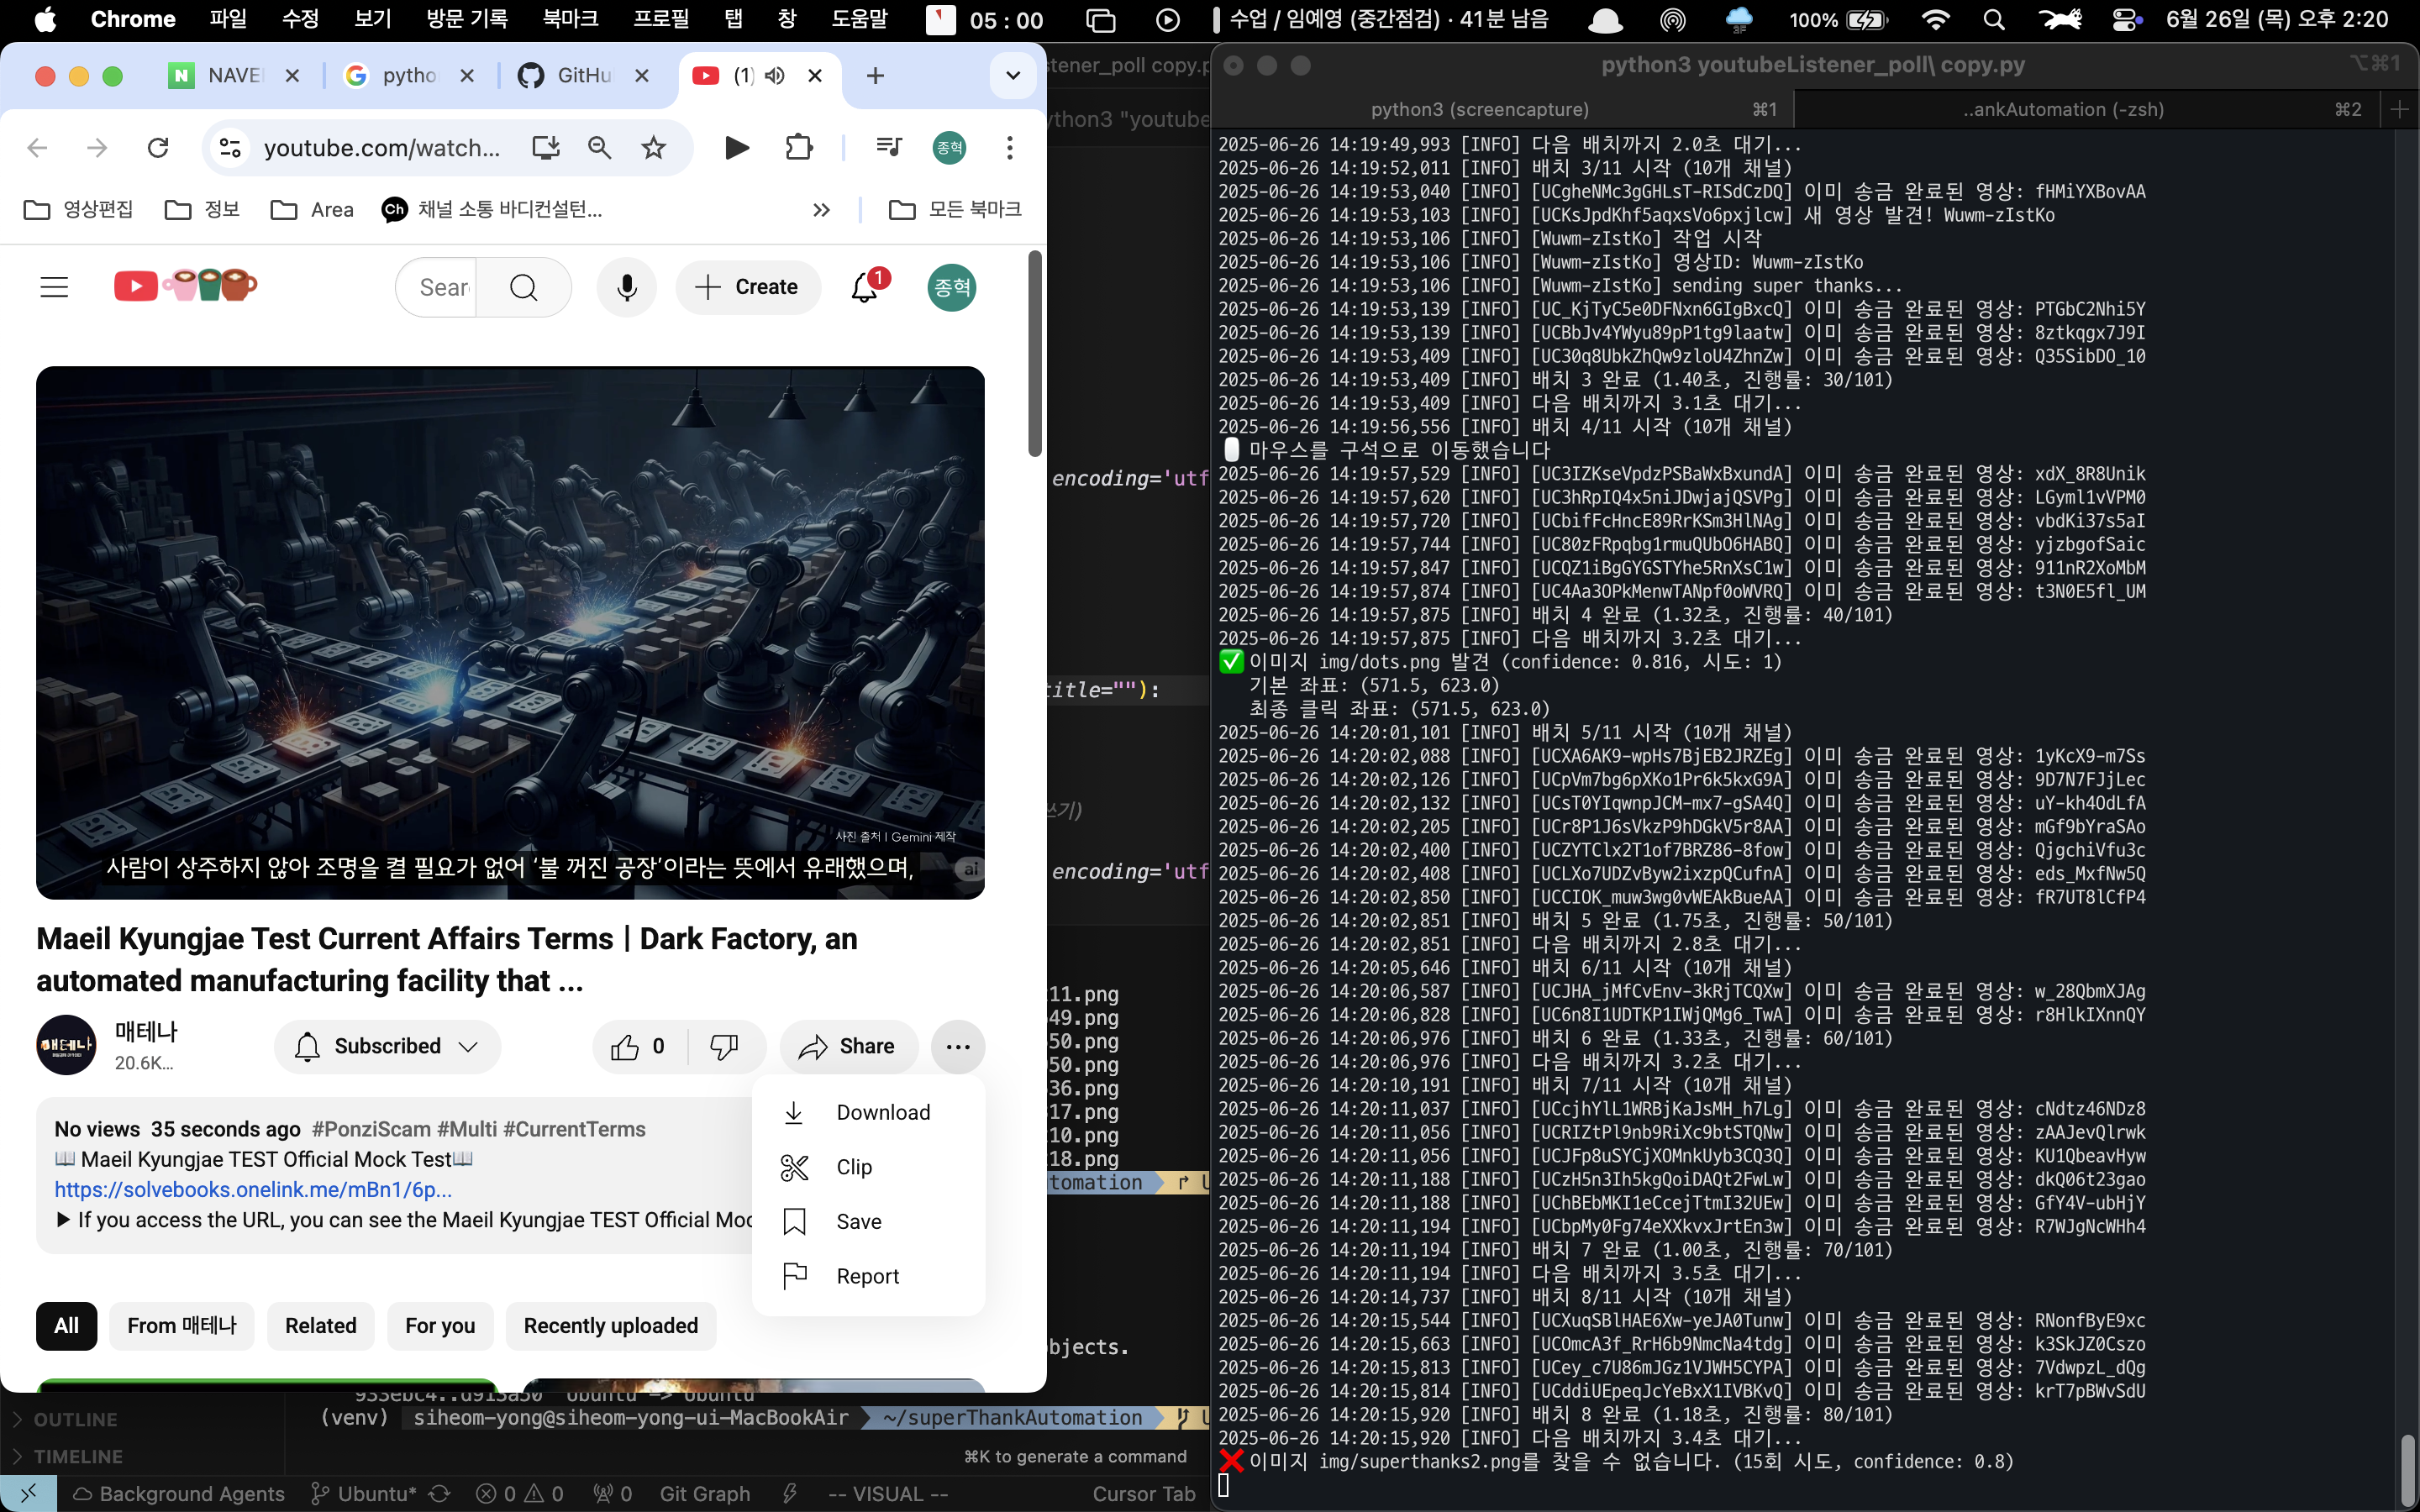 Chrome 파일 수정 보기 방문 기록 북마크 프로필 탭 창 도움말 05 : 00 수업 / 임예영 (중간점검) · 41분 남음 100% 6월 26일 (목) 오후 2:20
NAVE pytho GitHu (1)
youtube.com/watch... 종혁
영상편집 정보 Area Ch 채널 소통 바디컨설턴... 모든 북마크
Sear Create 1 종혁
사진 출처 | Gemini 제작
사람이 상주하지 않아 조명을 켤 필요가 없어 ‘불 꺼진 공장’이라는 뜻에서 유래했으며,
ai
Maeil Kyungjae Test Current Affairs Terms | Dark Factory, an
automated manufacturing facility that ...
매테나
매테나
20.6K...
Subscribed 0 Share
Download
Clip
Save
Report
No views 35 seconds ago #PonziScam #Multi #CurrentTerms
📖 Maeil Kyungjae TEST Official Mock Test📖
https://solvebooks.onelink.me/mBn1/6p...
▶ If you access the URL, you can see the Maeil Kyungjae TEST Official Moc
All From 매테나 Related For you Recently uploaded
stener_poll copy.p
ython3 "youtube
encoding='utf
title=""):
쓰기)
encoding='utf
11.png
49.png
50.png
50.png
36.png
17.png
10.png
18.png
tomation
bjects.
933ebc4..d913a50 Ubuntu -> Ubuntu
(venv) siheom-yong@siheom-yong-ui-MacBookAir ~/superThankAutomation
OUTLINE
TIMELINE
⌘K to generate a command
Background Agents Ubuntu* 0 0 0 Git Graph -- VISUAL -- Cursor Tab
python3 youtubeListener_poll\ copy.py ⌥⌘1
python3 (screencapture) ⌘1 ..ankAutomation (-zsh) ⌘2
2025-06-26 14:19:49,993 [INFO] 다음 배치까지 2.0초 대기...
2025-06-26 14:19:52,011 [INFO] 배치 3/11 시작 (10개 채널)
2025-06-26 14:19:53,040 [INFO] [UCgheNMc3gGHLsT-RISdCzDQ] 이미 송금 완료된 영상: fHMiYXBovAA
2025-06-26 14:19:53,103 [INFO] [UCKsJpdKhf5aqxsVo6pxjlcw] 새 영상 발견! Wuwm-zIstKo
2025-06-26 14:19:53,106 [INFO] [Wuwm-zIstKo] 작업 시작
2025-06-26 14:19:53,106 [INFO] [Wuwm-zIstKo] 영상ID: Wuwm-zIstKo
2025-06-26 14:19:53,106 [INFO] [Wuwm-zIstKo] sending super thanks...
2025-06-26 14:19:53,139 [INFO] [UC_KjTyC5e0DFNxn6GIgBxcQ] 이미 송금 완료된 영상: PTGbC2Nhi5Y
2025-06-26 14:19:53,139 [INFO] [UCBbJv4YWyu89pP1tg9laatw] 이미 송금 완료된 영상: 8ztkqgx7J9I
2025-06-26 14:19:53,409 [INFO] [UC30q8UbkZhQw9zloU4ZhnZw] 이미 송금 완료된 영상: Q35SibDO_10
2025-06-26 14:19:53,409 [INFO] 배치 3 완료 (1.40초, 진행률: 30/101)
2025-06-26 14:19:53,409 [INFO] 다음 배치까지 3.1초 대기...
2025-06-26 14:19:56,556 [INFO] 배치 4/11 시작 (10개 채널)
마우스를 구석으로 이동했습니다
2025-06-26 14:19:57,529 [INFO] [UC3IZKseVpdzPSBaWxBxundA] 이미 송금 완료된 영상: xdX_8R8Unik
2025-06-26 14:19:57,620 [INFO] [UC3hRpIQ4x5niJDwjajQSVPg] 이미 송금 완료된 영상: LGyml1vVPM0
2025-06-26 14:19:57,720 [INFO] [UCbifFcHncE89RrKSm3HlNAg] 이미 송금 완료된 영상: vbdKi37s5aI
2025-06-26 14:19:57,744 [INFO] [UC80zFRpqbg1rmuQUbO6HABQ] 이미 송금 완료된 영상: yjzbgofSaic
2025-06-26 14:19:57,847 [INFO] [UCQZ1iBgGYGSTYhe5RnXsC1w] 이미 송금 완료된 영상: 911nR2XoMbM
2025-06-26 14:19:57,874 [INFO] [UC4Aa3OPkMenwTANpf0oWVRQ] 이미 송금 완료된 영상: t3N0E5fl_UM
2025-06-26 14:19:57,875 [INFO] 배치 4 완료 (1.32초, 진행률: 40/101)
2025-06-26 14:19:57,875 [INFO] 다음 배치까지 3.2초 대기...
✅ 이미지 img/dots.png 발견 (confidence: 0.816, 시도: 1)
기본 좌표: (571.5, 623.0)
최종 클릭 좌표: (571.5, 623.0)
2025-06-26 14:20:01,101 [INFO] 배치 5/11 시작 (10개 채널)
2025-06-26 14:20:02,088 [INFO] [UCXA6AK9-wpHs7BjEB2JRZEg] 이미 송금 완료된 영상: 1yKcX9-m7Ss
2025-06-26 14:20:02,126 [INFO] [UCpVm7bg6pXKo1Pr6k5kxG9A] 이미 송금 완료된 영상: 9D7N7FJjLec
2025-06-26 14:20:02,132 [INFO] [UCsT0YIqwnpJCM-mx7-gSA4Q] 이미 송금 완료된 영상: uY-kh4OdLfA
2025-06-26 14:20:02,205 [INFO] [UCr8P1J6sVkzP9hDGkV5r8AA] 이미 송금 완료된 영상: mGf9bYraSAo
2025-06-26 14:20:02,400 [INFO] [UCZYTClx2T1of7BRZ86-8fow] 이미 송금 완료된 영상: QjgchiVfu3c
2025-06-26 14:20:02,408 [INFO] [UCLXo7UDZvByw2ixzpQCufnA] 이미 송금 완료된 영상: eds_MxfNw5Q
2025-06-26 14:20:02,850 [INFO] [UCCIOK_muw3wg0vWEAkBueAA] 이미 송금 완료된 영상: fR7UT8lCfP4
2025-06-26 14:20:02,851 [INFO] 배치 5 완료 (1.75초, 진행률: 50/101)
2025-06-26 14:20:02,851 [INFO] 다음 배치까지 2.8초 대기...
2025-06-26 14:20:05,646 [INFO] 배치 6/11 시작 (10개 채널)
2025-06-26 14:20:06,587 [INFO] [UCJHA_jMfCvEnv-3kRjTCQXw] 이미 송금 완료된 영상: w_28QbmXJAg
2025-06-26 14:20:06,828 [INFO] [UC6n8I1UDTKP1IWjQMg6_TwA] 이미 송금 완료된 영상: r8HlkIXnnQY
2025-06-26 14:20:06,976 [INFO] 배치 6 완료 (1.33초, 진행률: 60/101)
2025-06-26 14:20:06,976 [INFO] 다음 배치까지 3.2초 대기...
2025-06-26 14:20:10,191 [INFO] 배치 7/11 시작 (10개 채널)
2025-06-26 14:20:11,037 [INFO] [UCcjhYlL1WRBjKaJsMH_h7Lg] 이미 송금 완료된 영상: cNdtz46NDz8
2025-06-26 14:20:11,056 [INFO] [UCRIZtPl9nb9RiXc9btSTQNw] 이미 송금 완료된 영상: zAAJevQlrwk
2025-06-26 14:20:11,056 [INFO] [UCJFp8uSYCjXOMnkUyb3CQ3Q] 이미 송금 완료된 영상: KU1QbeavHyw
2025-06-26 14:20:11,188 [INFO] [UCzH5n3Ih5kgQoiDAQt2FwLw] 이미 송금 완료된 영상: dkQ06t23gao
2025-06-26 14:20:11,188 [INFO] [UChBEbMKI1eCcejTtmI32UEw] 이미 송금 완료된 영상: GfY4V-ubHjY
2025-06-26 14:20:11,194 [INFO] [UCbpMy0Fg74eXXkvxJrtEn3w] 이미 송금 완료된 영상: R7WJgNcWHh4
2025-06-26 14:20:11,194 [INFO] 배치 7 완료 (1.00초, 진행률: 70/101)
2025-06-26 14:20:11,194 [INFO] 다음 배치까지 3.5초 대기...
2025-06-26 14:20:14,737 [INFO] 배치 8/11 시작 (10개 채널)
2025-06-26 14:20:15,544 [INFO] [UCXuqSBlHAE6Xw-yeJA0Tunw] 이미 송금 완료된 영상: RNonfByE9xc
2025-06-26 14:20:15,663 [INFO] [UCOmcA3f_RrH6b9NmcNa4tdg] 이미 송금 완료된 영상: k3SkJZ0Cszo
2025-06-26 14:20:15,813 [INFO] [UCey_c7U86mJGz1VJWH5CYPA] 이미 송금 완료된 영상: 7VdwpzL_dQg
2025-06-26 14:20:15,814 [INFO] [UCddiUEpeqJcYeBxX1IVBKvQ] 이미 송금 완료된 영상: krT7pBWvSdU
2025-06-26 14:20:15,920 [INFO] 배치 8 완료 (1.18초, 진행률: 80/101)
2025-06-26 14:20:15,920 [INFO] 다음 배치까지 3.4초 대기...
❌ 이미지 img/superthanks2.png를 찾을 수 없습니다. (15회 시도, confidence: 0.8)